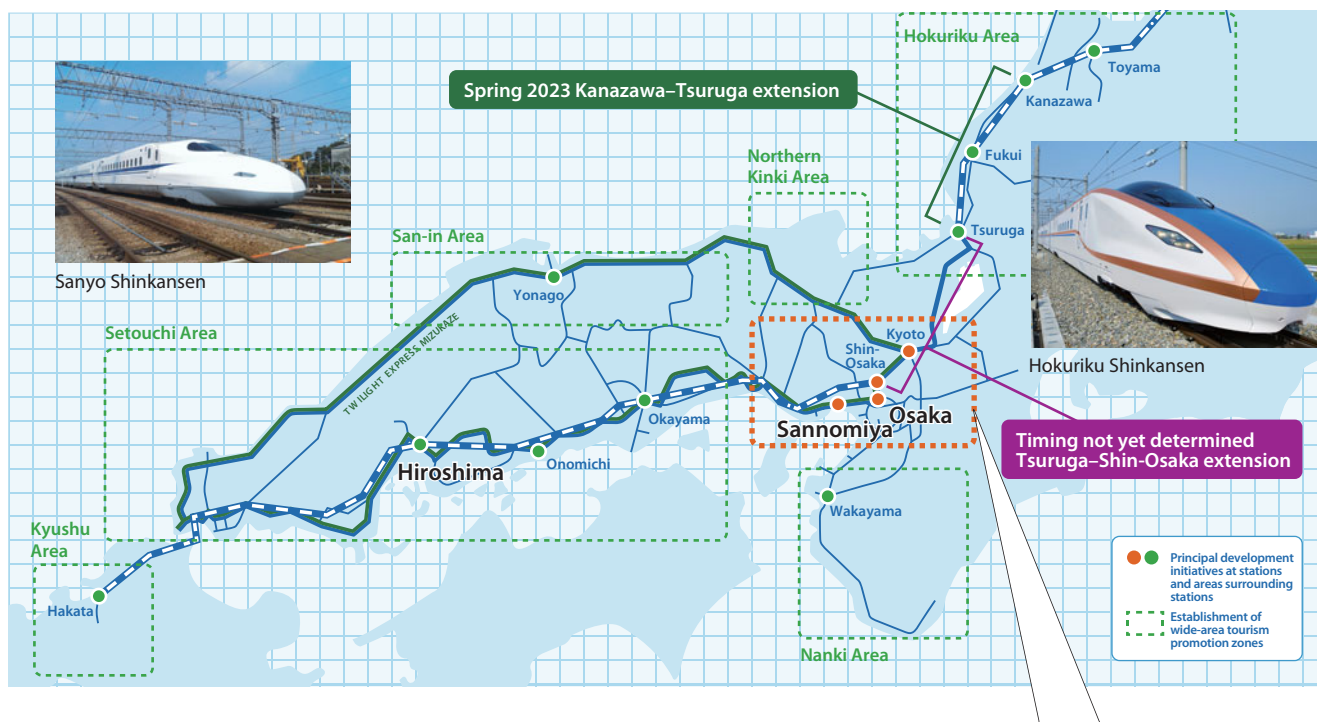 Hokuriku Area
Toyama
Spring 2023 Kanazawa–Tsuruga extension
Kanazawa
Fukui
Northern
Kinki Area
Tsuruga
San-in Area
Sanyo Shinkansen
Yonago
Setouchi Area
TWILIGHT EXPRESS MIZUKAZE
Kyoto
Shin-
Osaka
Hokuriku Shinkansen
Okayama
Osaka
Sannomiya
Timing not yet determined
Tsuruga–Shin-Osaka extension
Hiroshima
Onomichi
Wakayama
Kyushu
Area
Hakata
Nanki Area
Principal development
initiatives at stations
and areas surrounding
stations
Establishment of
wide-area tourism
promotion zones